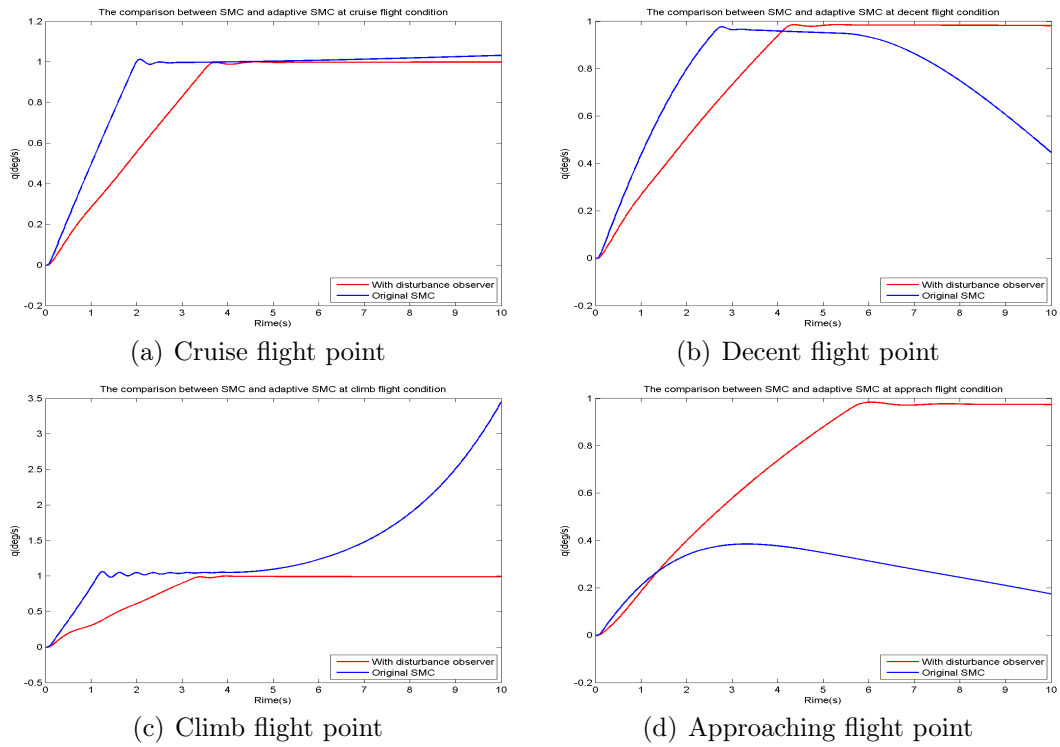 The comparison between SMC and adaptive SMC at cruise flight condition
1.2
1
0.8
0.6
0.4
0.2
0
-0.2
q(deg/s)
With disturbance observer
Original SMC
0 1 2 3 4 5 6 7 8 9 10
Rime(s)
(a) Cruise flight point
The comparison between SMC and adaptive SMC at decent flight condition
1
0.8
0.6
0.4
0.2
0
-0.2
q(deg/s)
With disturbance observer
Original SMC
0 1 2 3 4 5 6 7 8 9 10
Rime(s)
(b) Decent flight point
The comparison between SMC and adaptive SMC at climb flight condition
3.5
3
2.5
2
1.5
1
0.5
0
-0.5
q(deg/s)
With disturbance observer
Original SMC
0 1 2 3 4 5 6 7 8 9 10
Rime(s)
(c) Climb flight point
The comparison between SMC and adaptive SMC at apprach flight condition
1
0.8
0.6
0.4
0.2
0
-0.2
q(deg/s)
With disturbance observer
Original SMC
0 1 2 3 4 5 6 7 8 9 10
Rime(s)
(d) Approaching flight point